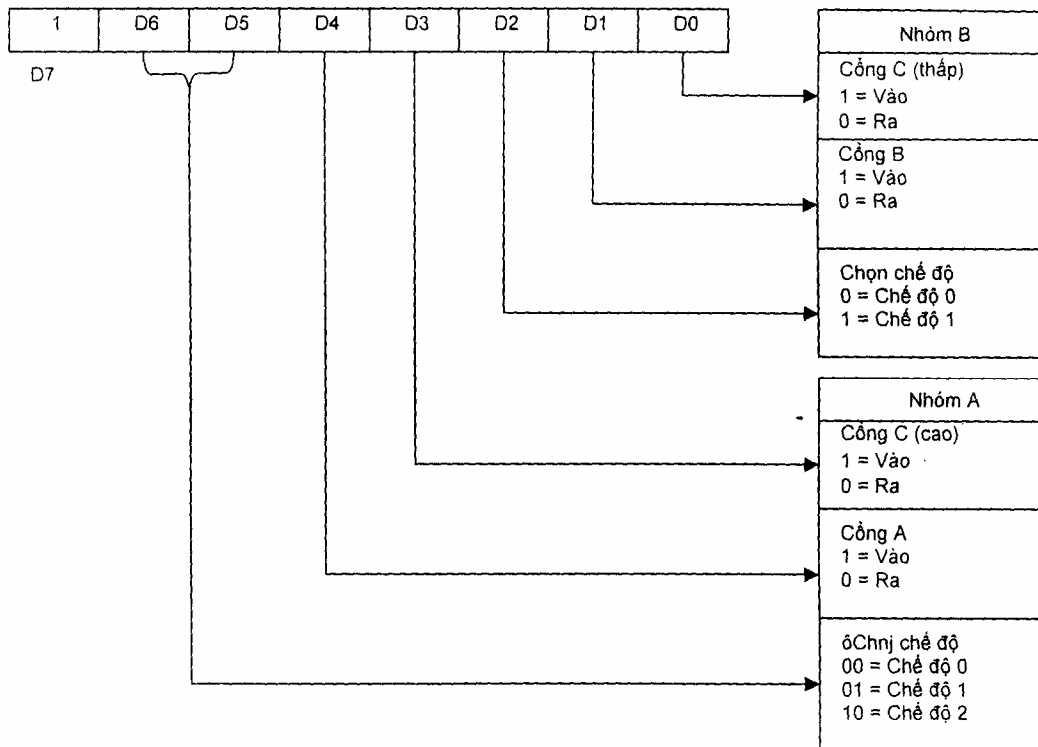 1 D6 D5 D4 D3 D2 D1 D0
D7
Nhóm B
Cổng C (thấp)
1 = Vào
0 = Ra
Cổng B
1 = Vào
0 = Ra
Chọn chế độ
0 = Chế độ 0
1 = Chế độ 1
Nhóm A
Cổng C (cao)
1 = Vào
0 = Ra
Cổng A
1 = Vào
0 = Ra
ôChnj chế độ
00 = Chế độ 0
01 = Chế độ 1
10 = Chế độ 2